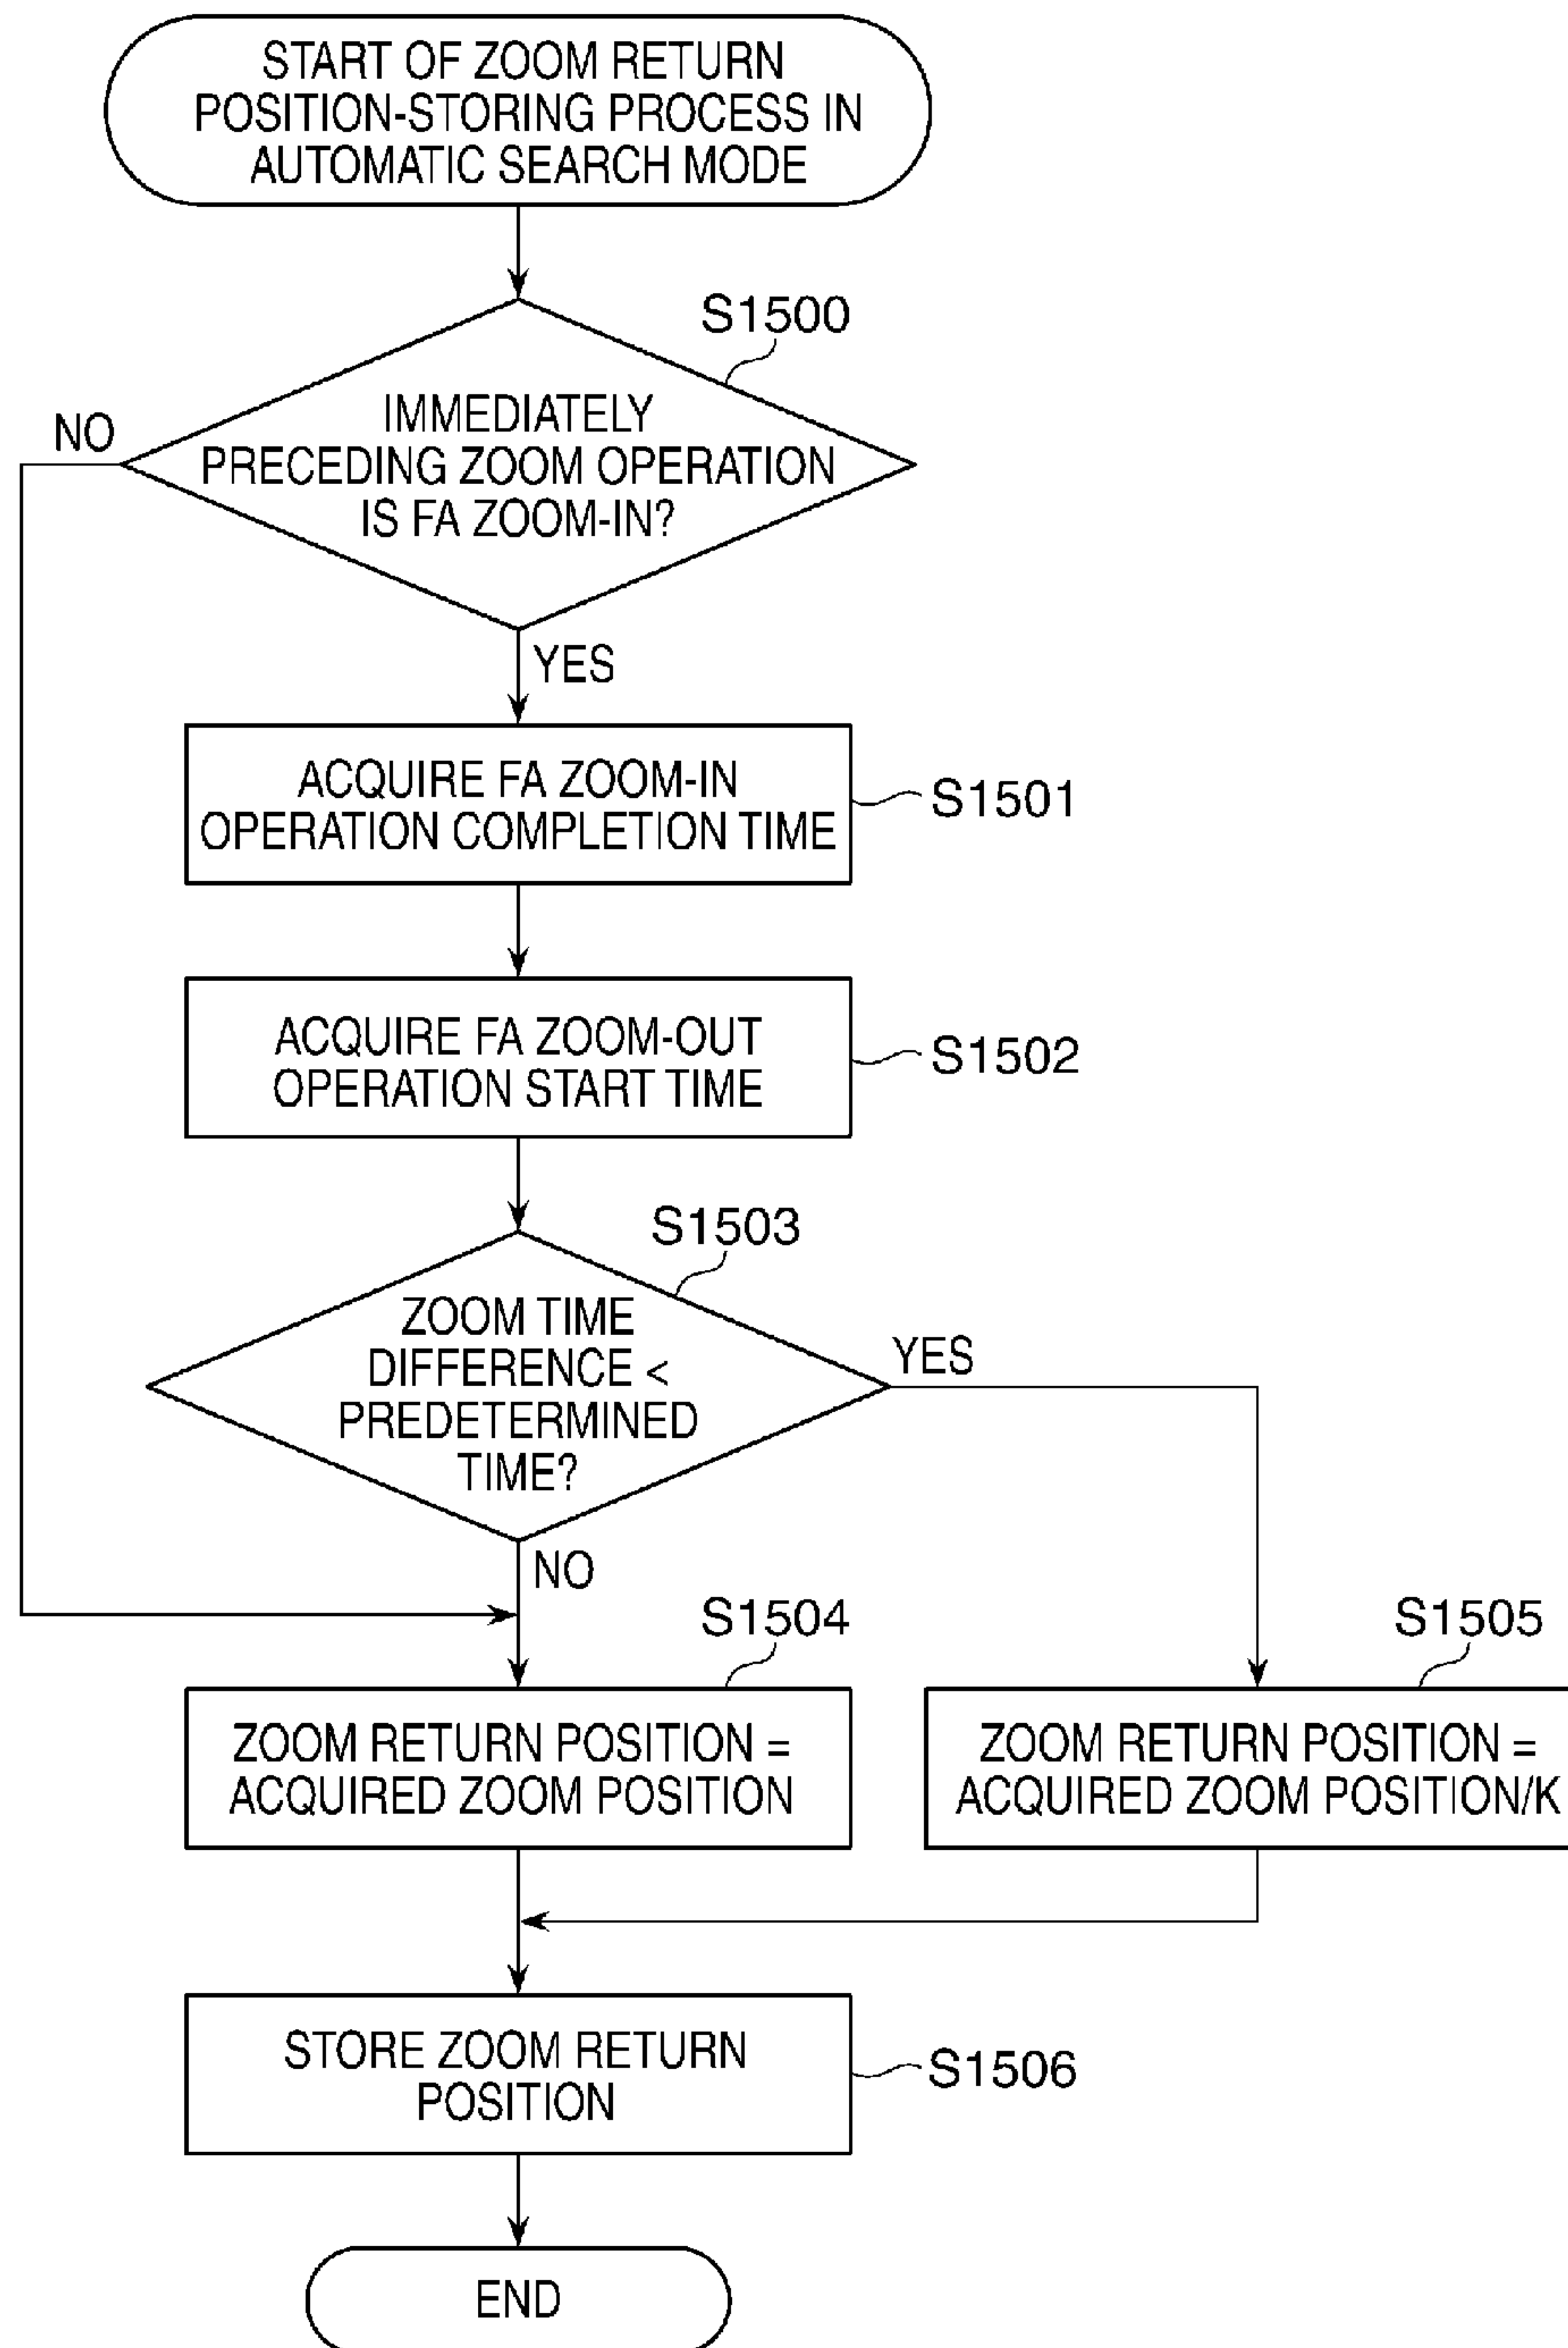 START OF ZOOM RETURN
POSITION-STORING PROCESS IN
AUTOMATIC SEARCH MODE
S1500
IMMEDIATELY
PRECEDING ZOOM OPERATION
IS FA ZOOM-IN?
NO
YES
ACQUIRE FA ZOOM-IN
OPERATION COMPLETION TIME
S1501
ACQUIRE FA ZOOM-OUT
OPERATION START TIME
S1502
S1503
ZOOM TIME
DIFFERENCE <
PREDETERMINED
TIME?
YES
NO
S1504
ZOOM RETURN POSITION =
ACQUIRED ZOOM POSITION
S1505
ZOOM RETURN POSITION =
ACQUIRED ZOOM POSITION/K
STORE ZOOM RETURN
POSITION
S1506
END